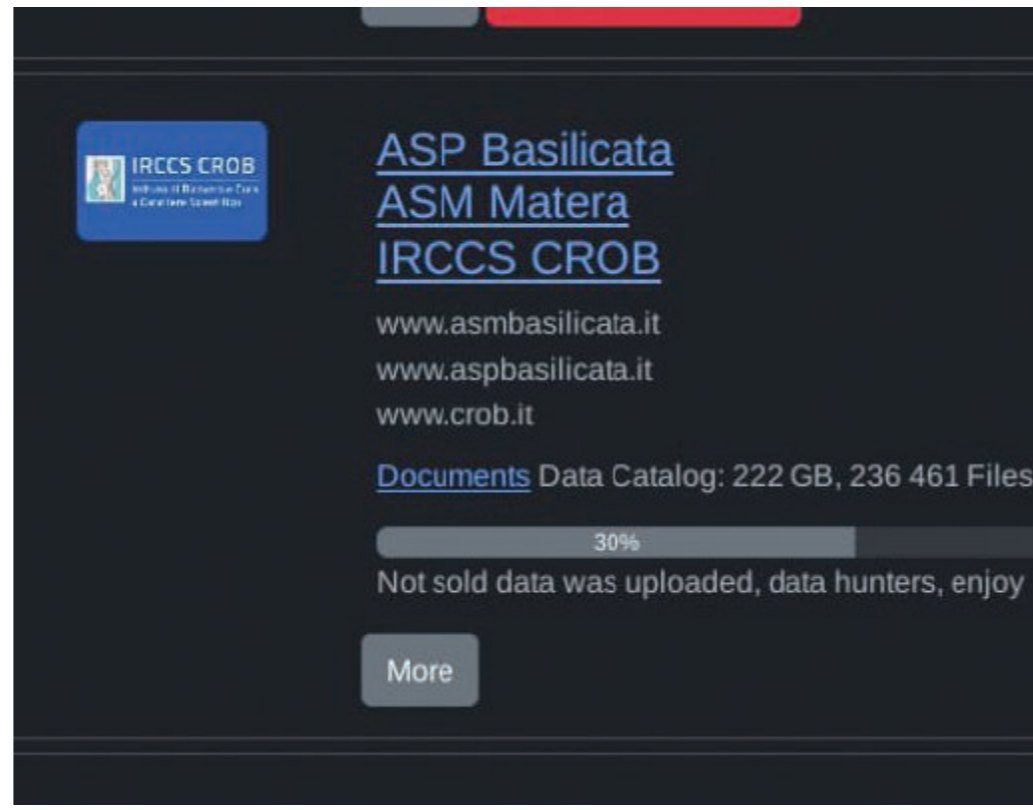 IRCCS CROB
ASP Basilicata
ASM Matera
IRCCS CROB
www.asmbasilicata.it
www.aspbasilicata.it
www.crob.it
Documents Data Catalog: 222 GB, 236 461 Files
30%
Not sold data was uploaded, data hunters, enjoy
More